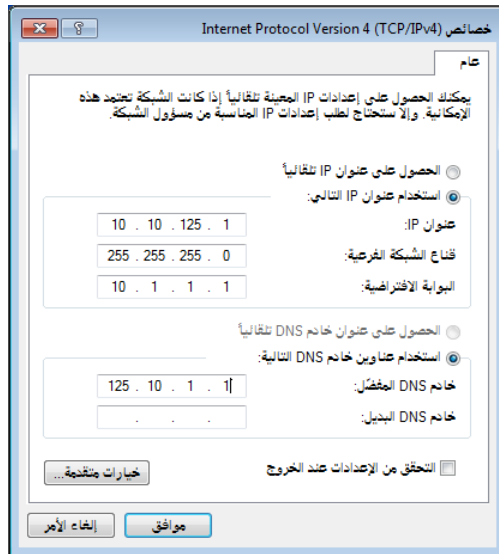 خصائص Internet Protocol Version 4 (TCP/IPv4)
عام
يمكنك الحصول على إعدادات IP المعينة تلقائياً إذا كانت الشبكة تعتمد هذه
الإمكانية. وإلا ستحتاج لطلب إعدادات IP المناسبة من مسؤول الشبكة.
الحصول على عنوان IP تلقائياً
استخدام عنوان IP التالي:
عنوان IP: 10 . 10 . 125 . 1
قناع الشبكة الفرعية: 255 . 255 . 255 . 0
البوابة الافتراضية: 10 . 1 . 1 . 1
الحصول على عنوان خادم DNS تلقائياً
استخدام عناوين خادم DNS التالية:
خادم DNS المفضّل: 125 . 10 . 1 . 1
خادم DNS البديل: . . .
التحقق من الإعدادات عند الخروج
خيارات متقدمة...
موافق
إلغاء الأمر